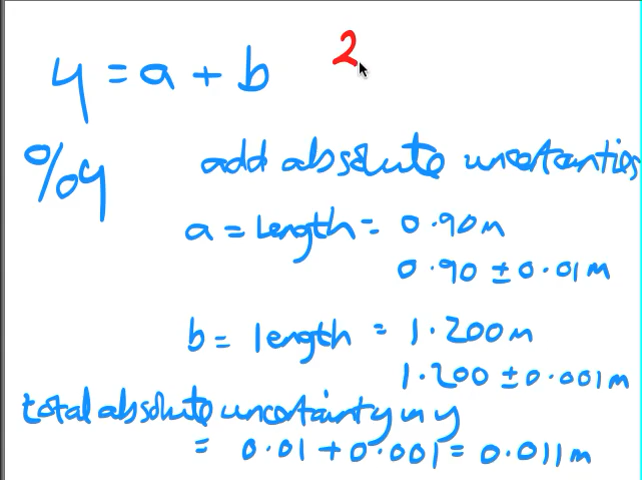 y = a + b 2
%y add absolute uncertanties
a = length = 0.90m
0.90 ± 0.01m
b = length = 1.200m
1.200 ± 0.001m
total absolute uncertainty in y
= 0.01 + 0.001 = 0.011m